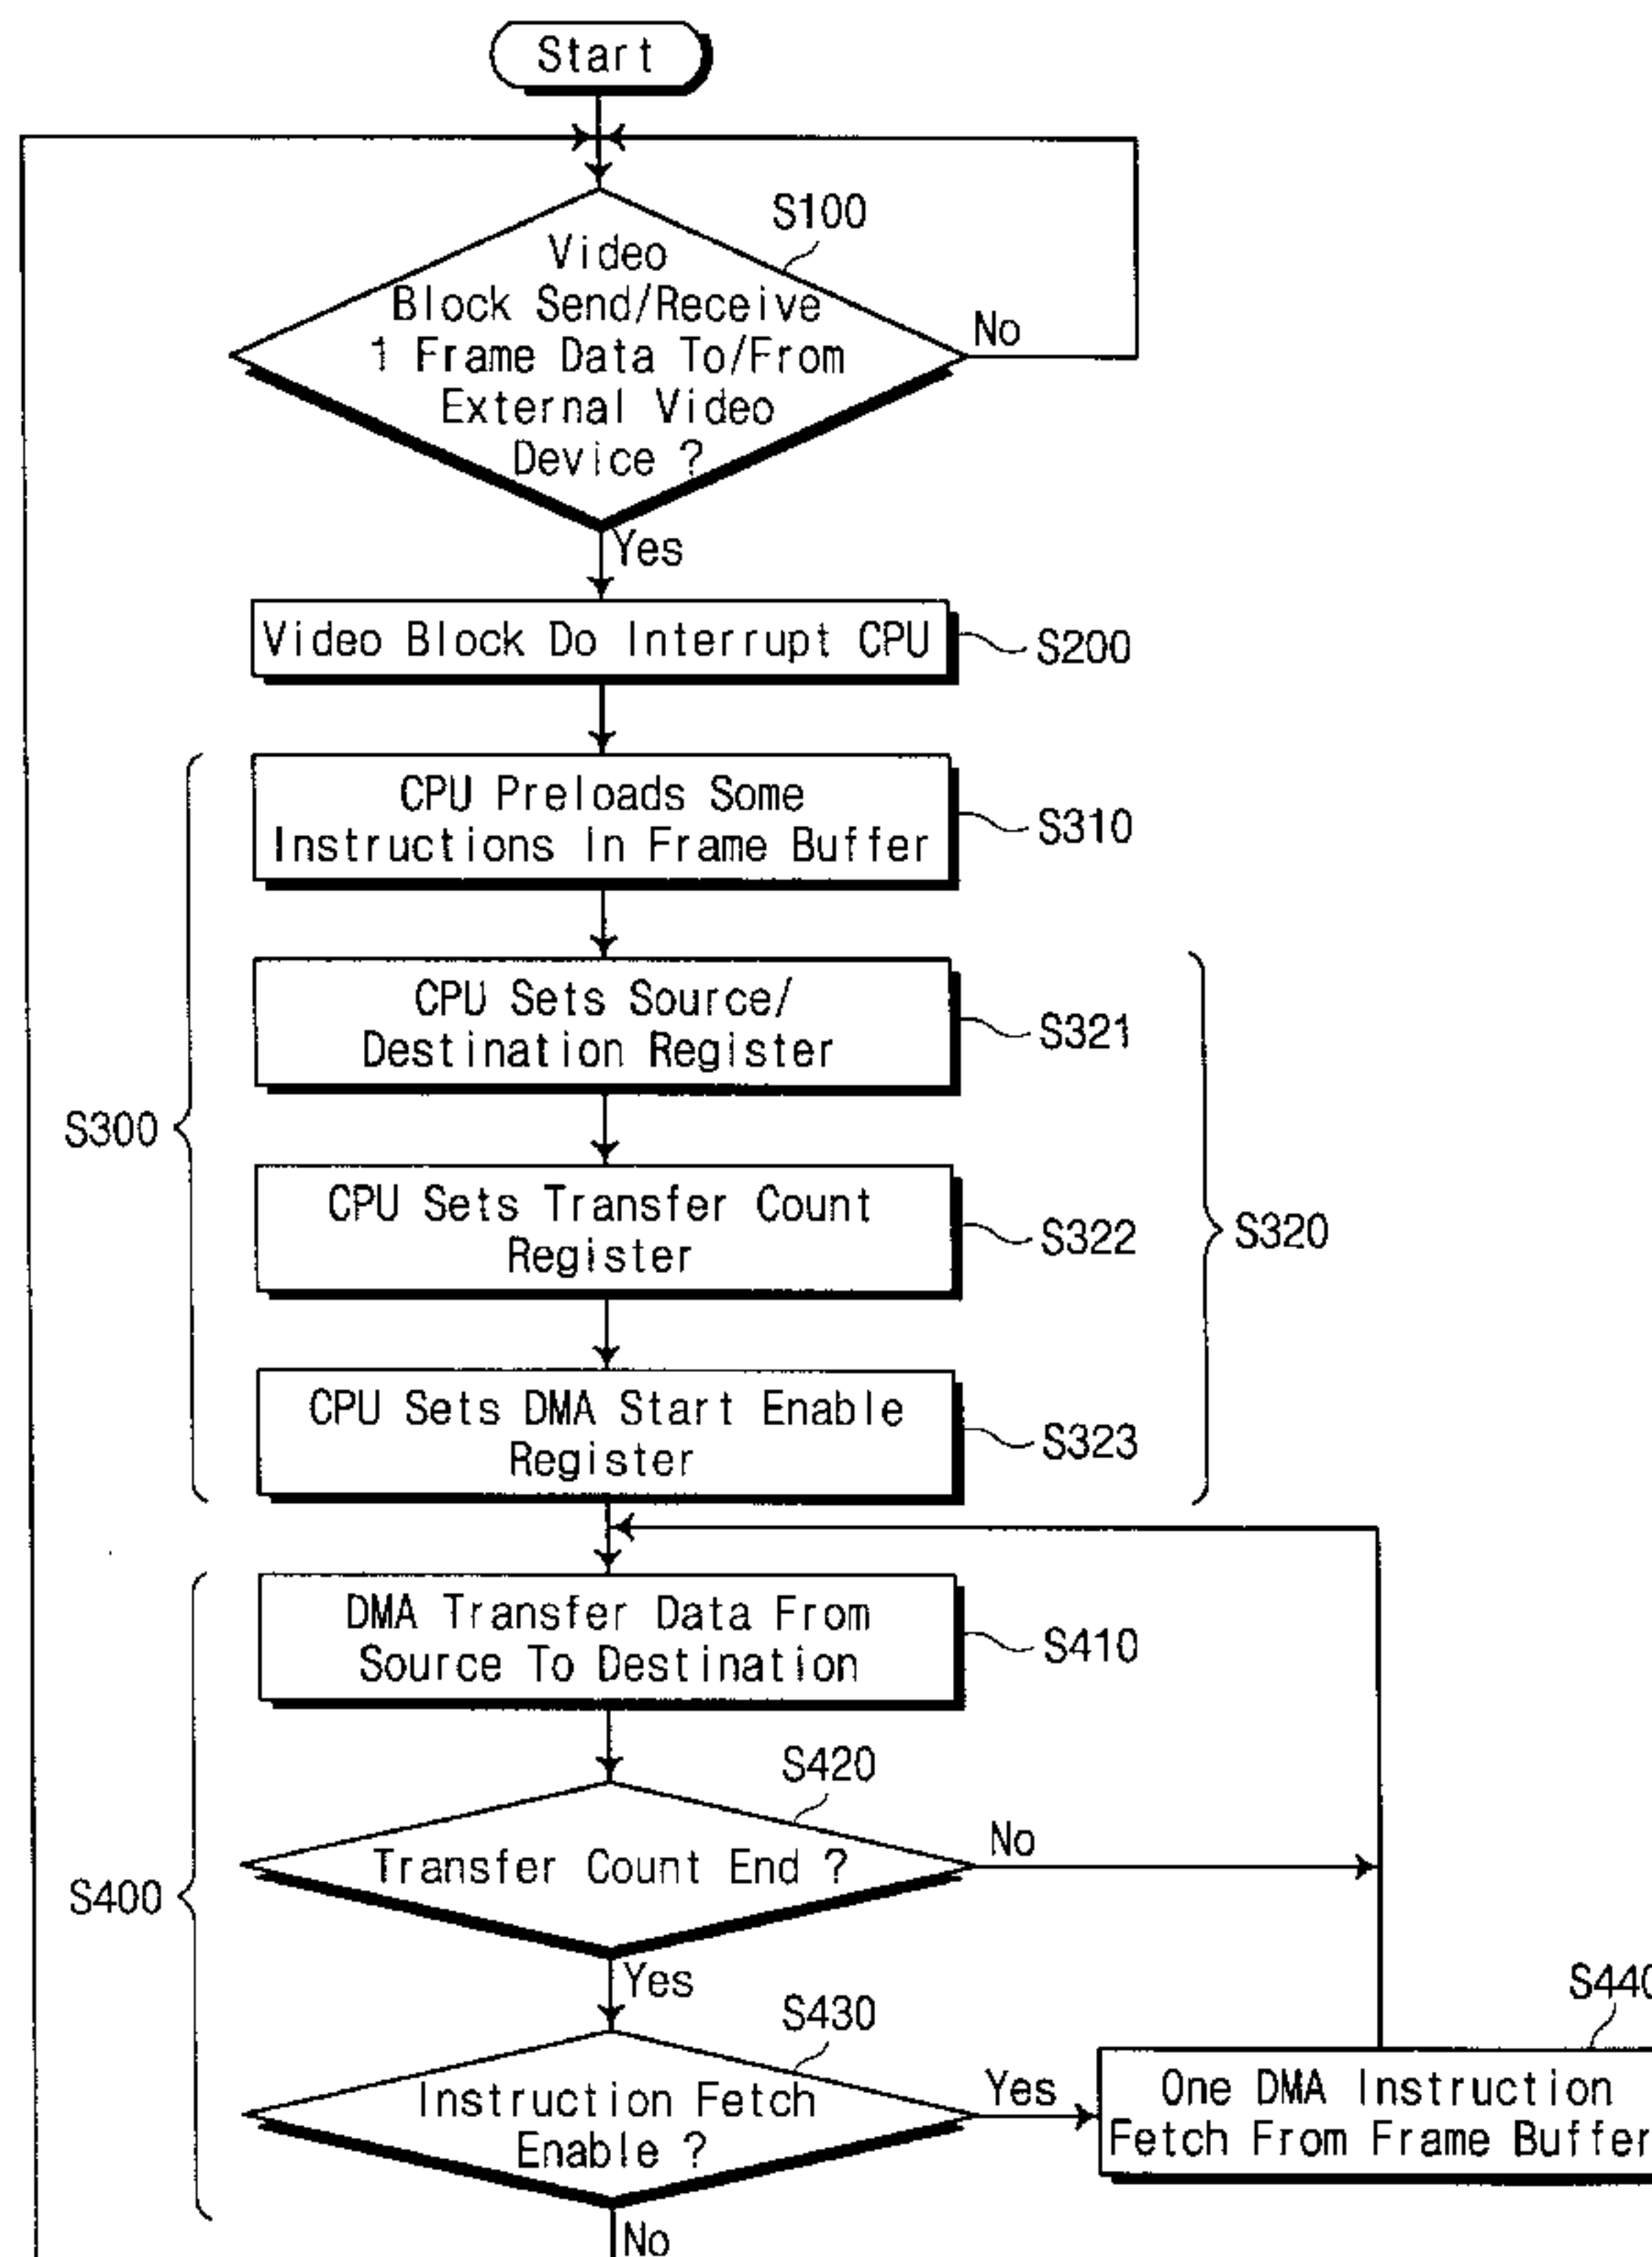 Start
S100
Video
Block Send/Receive
1 Frame Data To/From
External Video
Device ?
No
Yes
Video Block Do Interrupt CPU
S200
CPU Preloads Some
Instructions In Frame Buffer
S310
CPU Sets Source/
Destination Register
S321
S300
CPU Sets Transfer Count
Register
S322
S320
CPU Sets DMA Start Enable
Register
S323
DMA Transfer Data From
Source To Destination
S410
S420
Transfer Count End ?
No
S400
Yes
S430
S440
Instruction Fetch
Enable ?
Yes
One DMA Instruction
Fetch From Frame Buffer
No